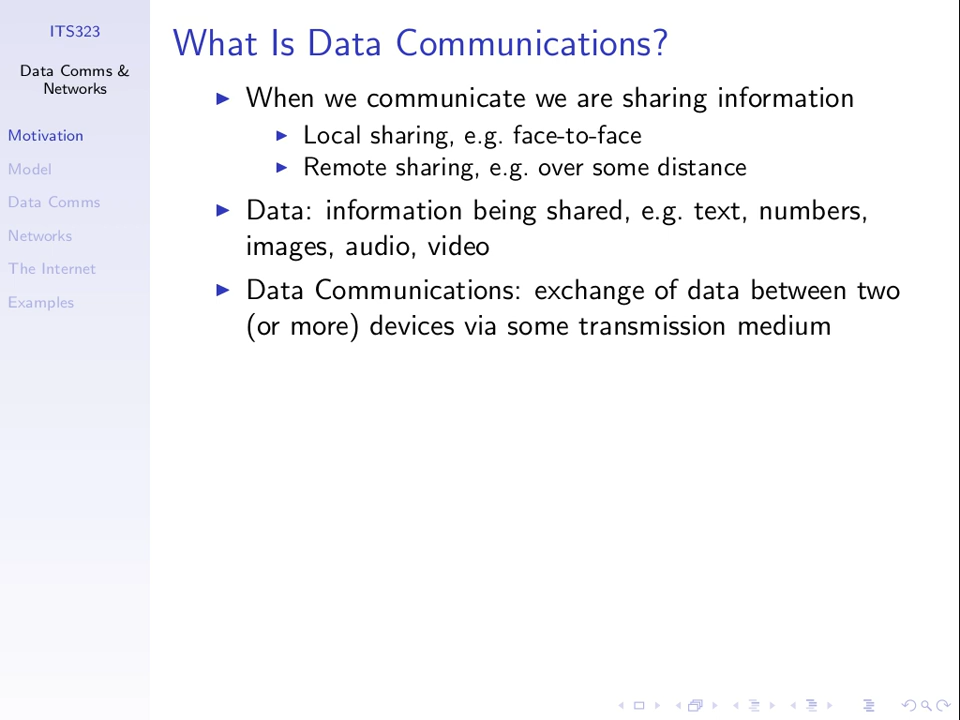 ITS323
Data Comms &
Networks
Motivation
Model
Data Comms
Networks
The Internet
Examples
What Is Data Communications?
When we communicate we are sharing information
Local sharing, e.g. face-to-face
Remote sharing, e.g. over some distance
Data: information being shared, e.g. text, numbers,
images, audio, video
Data Communications: exchange of data between two
(or more) devices via some transmission medium